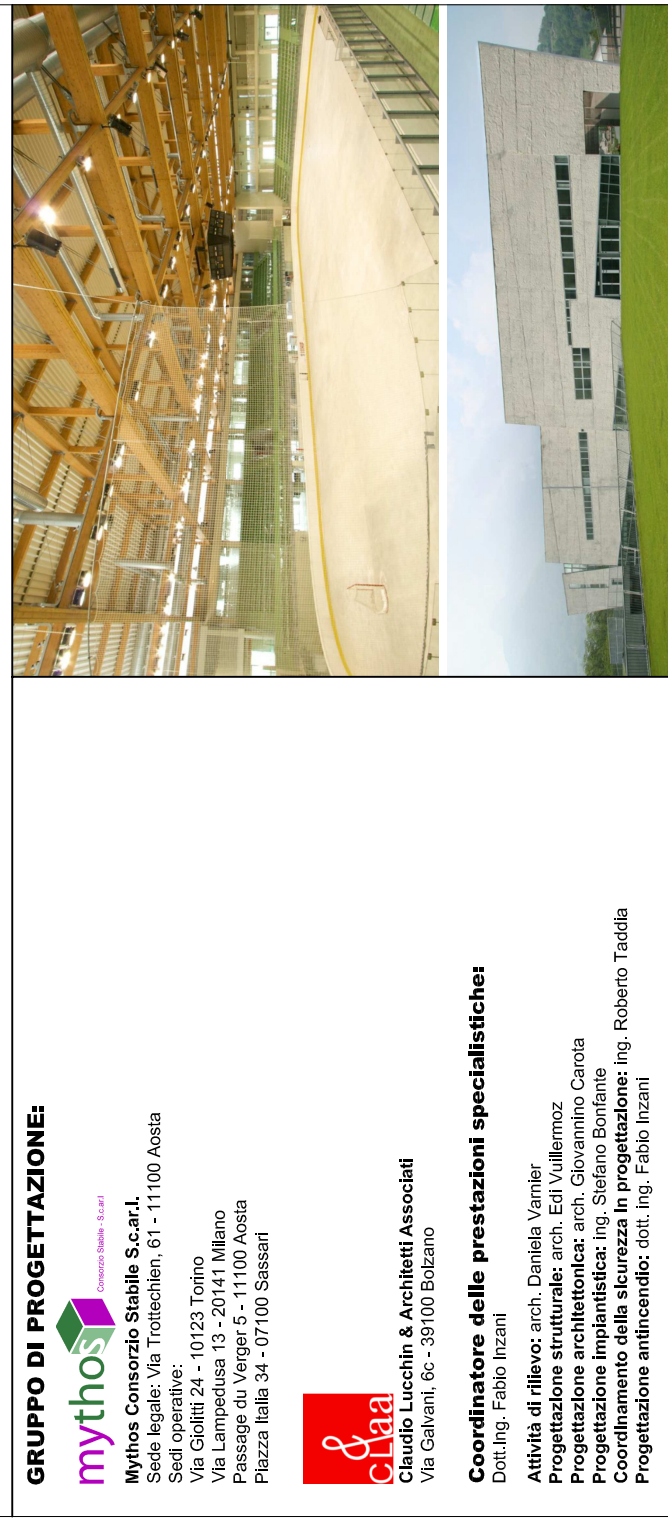 GRUPPO DI PROGETTAZIONE:
mythos
Consorzio Stabile - S.c.ar.l
Mythos Consorzio Stabile S.c.ar.l.
Sede legale: Via Trottechien, 61 - 11100 Aosta
Sedi operative:
Via Giolitti 24 - 10123 Torino
Via Lampedusa 13 - 20141 Milano
Passage du Verger 5 - 11100 Aosta
Piazza Italia 34 - 07100 Sassari
cLaa
&
Claudio Lucchin & Architetti Associati
Via Galvani, 6c - 39100 Bolzano
Coordinatore delle prestazioni specialistiche:
Dott.Ing. Fabio Inzani
Attività di rilievo: arch. Daniela Varnier
Progettazione strutturale: arch. Edi Vuillermoz
Progettazione architettonica: arch. Giovannino Carota
Progettazione impiantistica: ing. Stefano Bonfante
Coordinamento della sicurezza In progettazione: ing. Roberto Taddia
Progettazione antincendio: dott. ing. Fabio Inzani